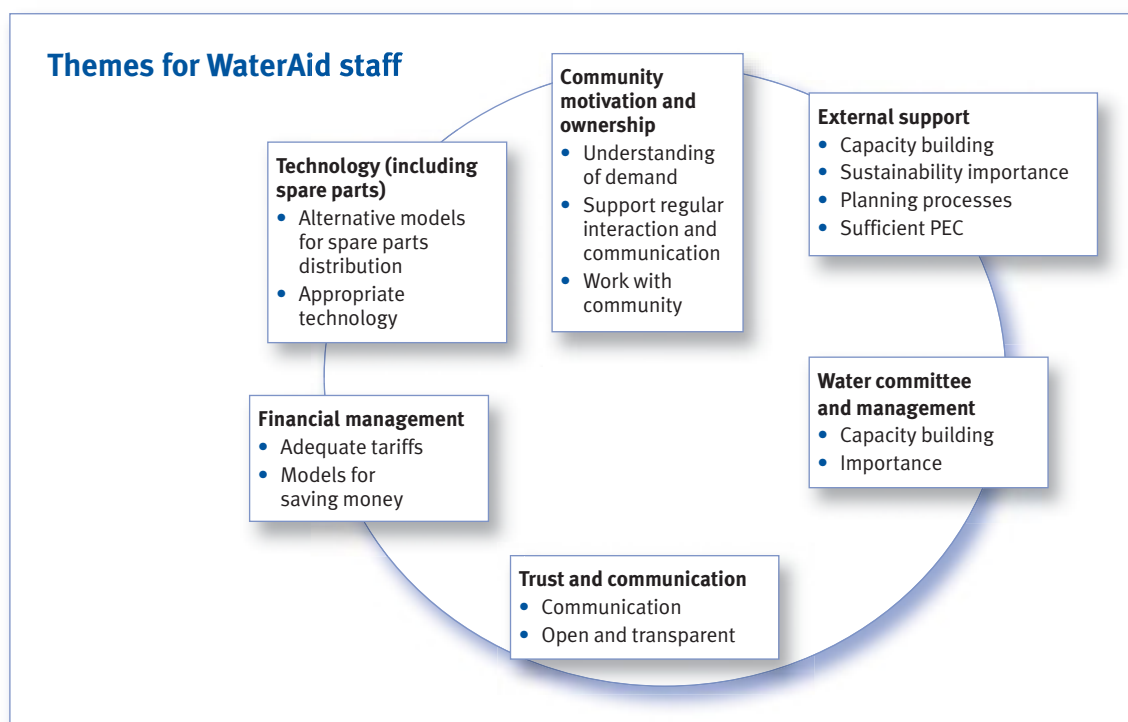 Themes for WaterAid staff
Community
motivation and
ownership
• Understanding
of demand
• Support regular
interaction and
communication
• Work with
community
External support
• Capacity building
• Sustainability importance
• Planning processes
• Sufficient PEC
Water committee
and management
• Capacity building
• Importance
Trust and communication
• Communication
• Open and transparent
Financial management
• Adequate tariffs
• Models for
saving money
Technology (including
spare parts)
• Alternative models
for spare parts
distribution
• Appropriate
technology